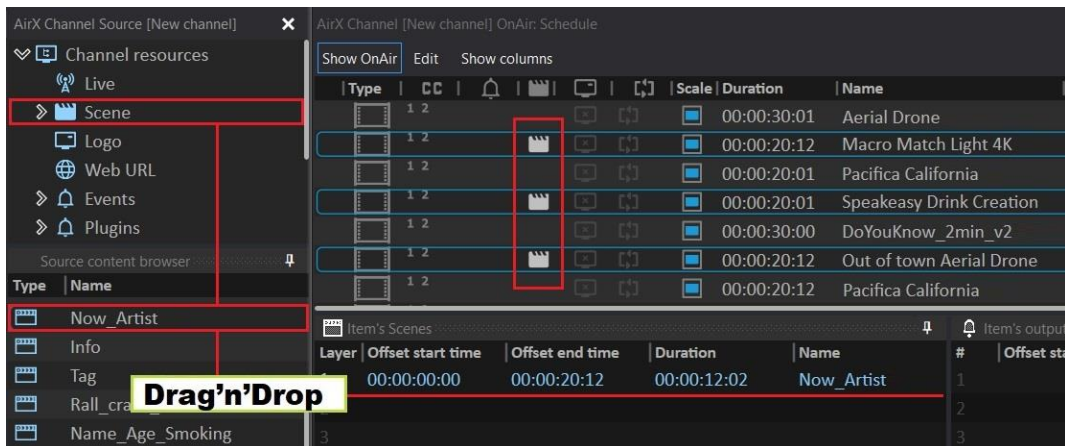 AirX Channel Source [New channel]
Channel resources
Live
Scene
Logo
Web URL
Events
Plugins
Source content browser
Type Name
Now_Artist
Info
Tag
Name_Age_Smoking
Drag'n'Drop
AirX Channel [New channel] OnAir: Schedule
Show OnAir Edit Show columns
Type CC Scale Duration Name
1 2 00:00:30:01 Aerial Drone
1 2 00:00:20:12 Macro Match Light 4K
1 2 00:00:20:01 Pacifica California
1 2 00:00:20:01 Speakeasy Drink Creation
1 2 00:00:30:00 DoYouKnow_2min_v2
1 2 00:00:20:12 Out of town Aerial Drone
1 2 00:00:20:12 Pacifica California
Item's Scenes
Layer Offset start time Offset end time Duration Name
00:00:00:00 00:00:20:12 00:00:12:02 Now_Artist
3
Item's output
# Offset
1
2
3